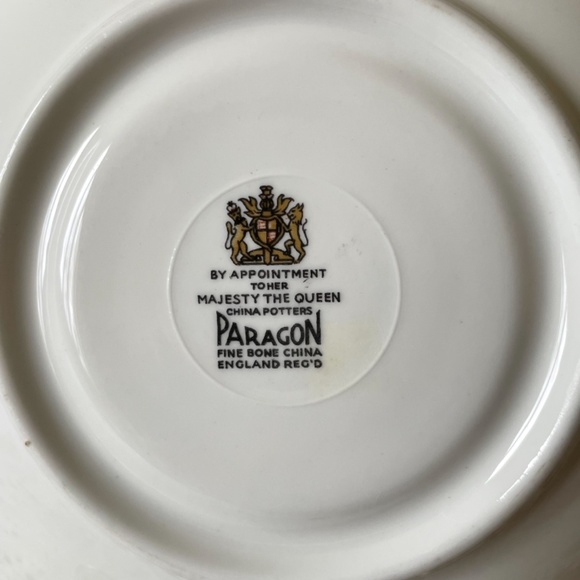 BY APPOINTMENT
TO HER
MAJESTY THE QUEEN
CHINA POTTERS
PARAGON
FINE BONE CHINA
ENGLAND REG'D